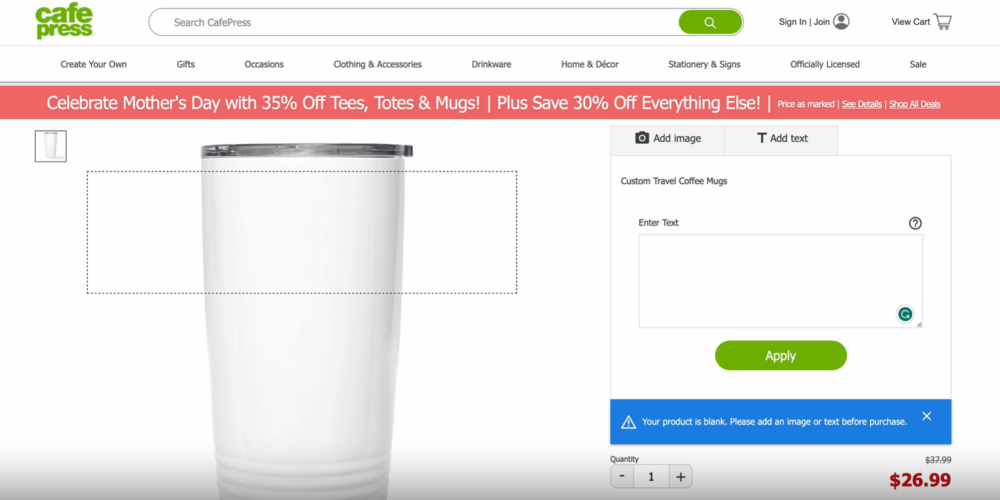 cafe
press
Search CafePress
Sign In | Join
View Cart
Create Your Own
Gifts
Occasions
Clothing & Accessories
Drinkware
Home & Décor
Stationery & Signs
Officially Licensed
Sale
Celebrate Mother's Day with 35% Off Tees, Totes & Mugs! | Plus Save 30% Off Everything Else! | Price as marked | See Details | Shop All Deals
Add image
Add text
Custom Travel Coffee Mugs
Enter Text
Apply
Your product is blank. Please add an image or text before purchase.
Quantity
- 1 +
$37.99
$26.99